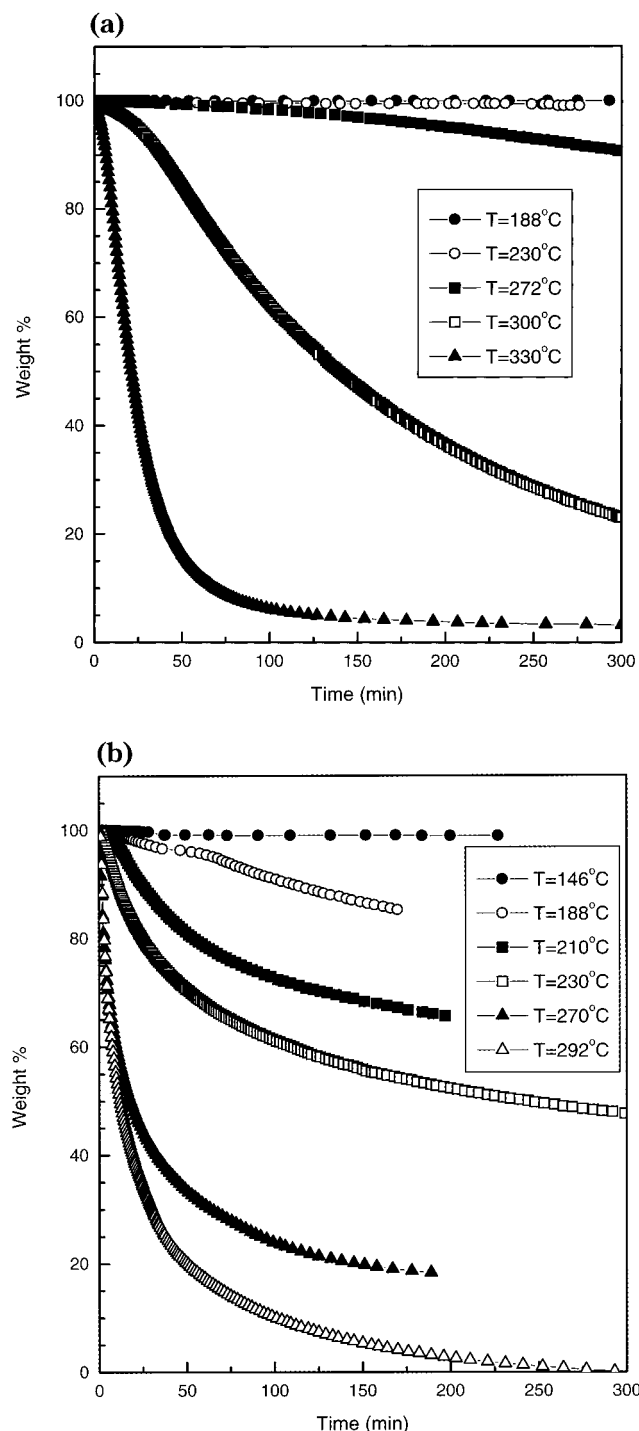 (a)
100
80
60
40
20
0
Weight %
T=188°C
T=230°C
T=272°C
T=300°C
T=330°C
0 50 100 150 200 250 300
Time (min)
(b)
100
80
60
40
20
0
Weight %
T=146°C
T=188°C
T=210°C
T=230°C
T=270°C
T=292°C
0 50 100 150 200 250 300
Time (min)